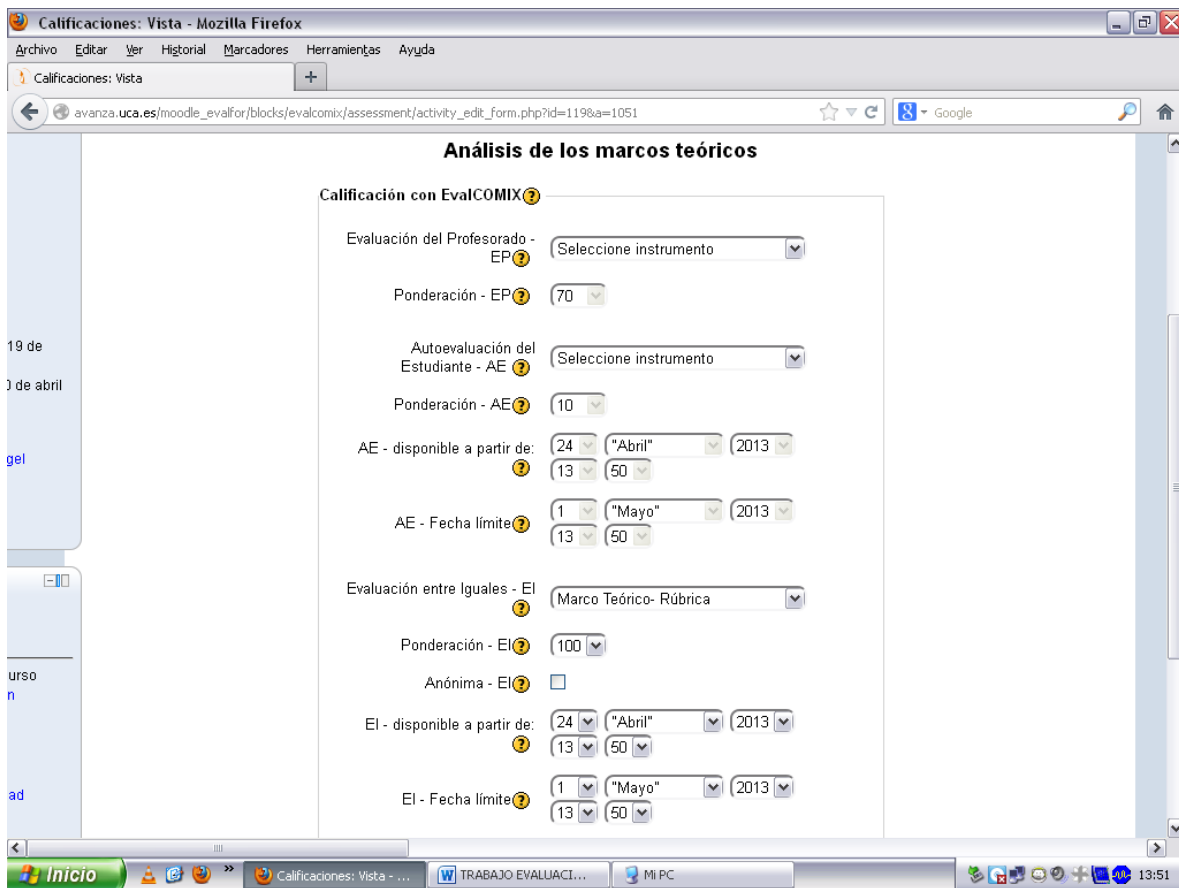 Calificaciones: Vista - Mozilla Firefox
Archivo Editar Ver Historial Marcadores Herramientas Ayuda
Calificaciones: Vista +
avanza.uca.es/moodle_evalfor/blocks/evalcomix/assessment/activity_edit_form.php?id=119&a=1051 Google
Análisis de los marcos teóricos
Calificación con EvalCOMIX ?
Evaluación del Profesorado -
EP ? Seleccione instrumento
Ponderación - EP ? 70
19 de
Autoevaluación del
Estudiante - AE ? Seleccione instrumento
0 de abril
Ponderación - AE ? 10
AE - disponible a partir de: 24 "Abril" 2013
? 13 50
gel
AE - Fecha límite ? 1 "Mayo" 2013
13 50
Evaluación entre Iguales - EI
? Marco Teórico- Rúbrica
Ponderación - EI ? 100
urso
n
Anónima - EI ?
EI - disponible a partir de: 24 "Abril" 2013
? 13 50
ad
EI - Fecha límite ? 1 "Mayo" 2013
13 50
Inicio » Calificaciones: Vista - ... TRABAJO EVALUACI... Mi PC 13:51